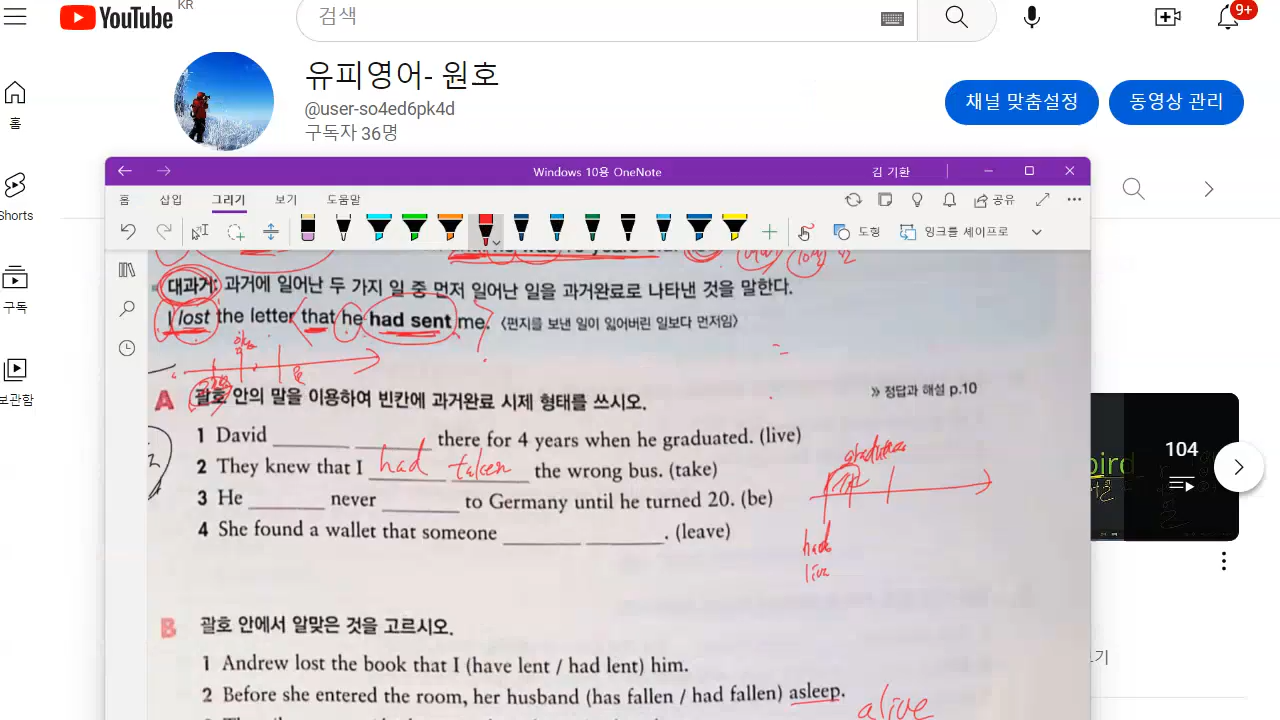 YouTube KR
검색
9+
유피영어- 원호
@user-so4ed6pk4d
구독자 36명
채널 맞춤설정
동영상 관리
홈
Shorts
구독
보관함
Windows 10용 OneNote
김 기환
홈 삽입 그리기 보기 도움말
공유
도형
잉크를 셰이프로
대과거: 과거에 일어난 두 가지 일 중 먼저 일어난 일을 과거완료로 나타낸 것을 말한다.
I lost the letter that he had sent me. 〈편지를 보낸 일이 잃어버린 일보다 먼저임〉
A 괄호 안의 말을 이용하여 빈칸에 과거완료 시제 형태를 쓰시오.
» 정답과 해설 p.10
1 David ______ ______ there for 4 years when he graduated. (live)
2 They knew that I had taken the wrong bus. (take)
3 He ______ never ______ to Germany until he turned 20. (be)
4 She found a wallet that someone ______ ______. (leave)
had
B 괄호 안에서 알맞은 것을 고르시오.
1 Andrew lost the book that I (have lent / had lent) him.
2 Before she entered the room, her husband (has fallen / had fallen) asleep.
alive
104